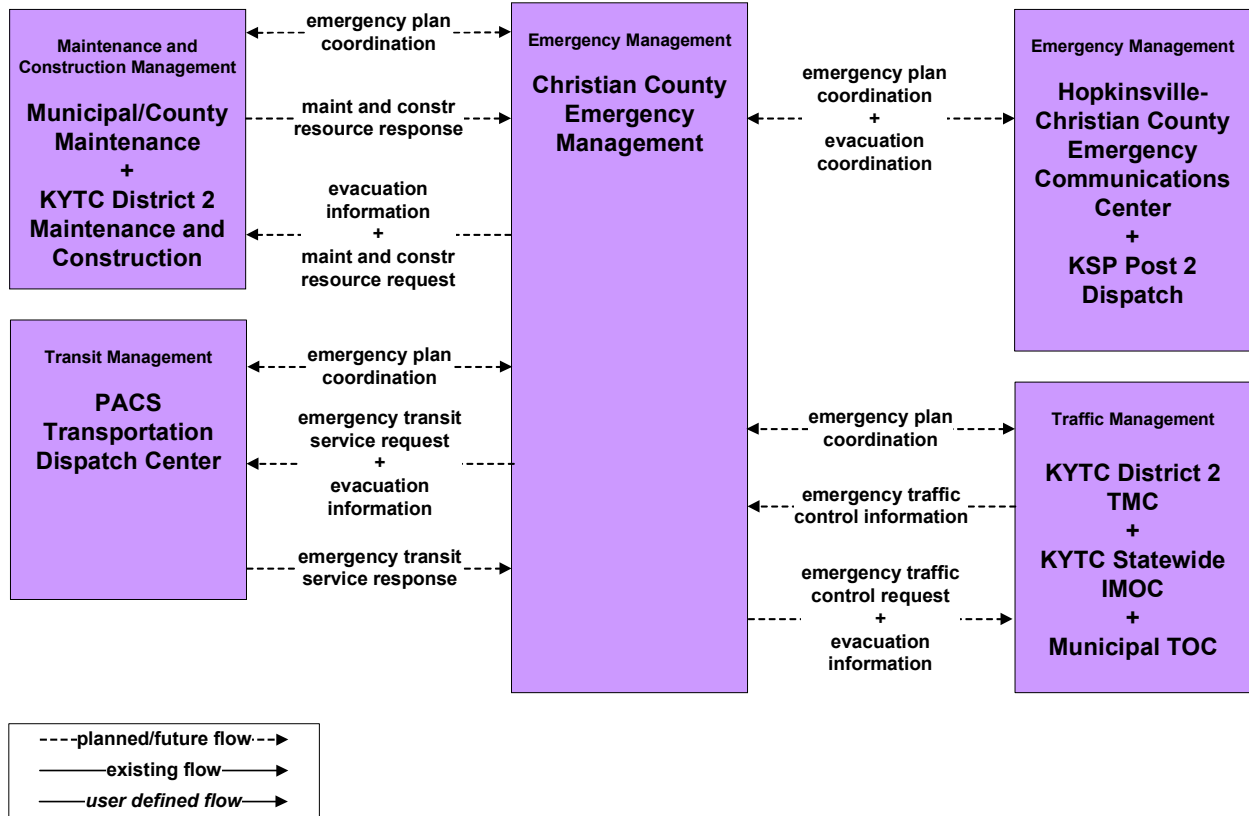 Maintenance and
Construction Management
Municipal/County
Maintenance
+
KYTC District 2
Maintenance and
Construction
emergency plan
coordination
maint and constr
resource response
evacuation
information
+
maint and constr
resource request
Transit Management
PACS
Transportation
Dispatch Center
emergency plan
coordination
emergency transit
service request
+
evacuation
information
emergency transit
service response
Emergency Management
Christian County
Emergency
Management
emergency plan
coordination
+
evacuation
coordination
Emergency Management
Hopkinsville-
Christian County
Emergency
Communications
Center
+
KSP Post 2
Dispatch
emergency plan
coordination
emergency traffic
control information
emergency traffic
control request
+
evacuation
information
Traffic Management
KYTC District 2
TMC
+
KYTC Statewide
IMOC
+
Municipal TOC
planned/future flow
existing flow
user defined flow